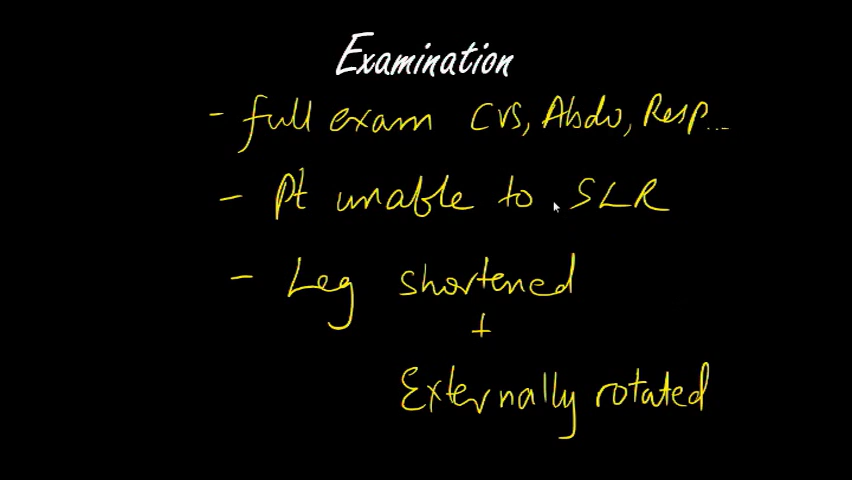 Examination
- full exam CVS, Abdo, Resp...
- Pt unable to SLR
- Leg shortened
+
Externally rotated